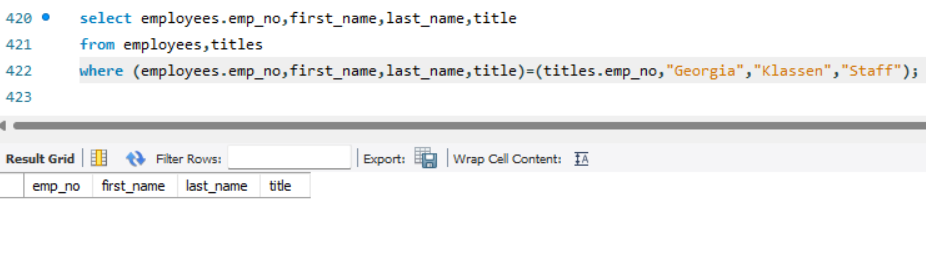 420 select employees.emp_no,first_name,last_name,title
421 from employees,titles
422 where (employees.emp_no,first_name,last_name,title)=(titles.emp_no,"Georgia","Klassen","Staff");
423
Result Grid Filter Rows: Export: Wrap Cell Content: IA
emp_no first_name last_name title